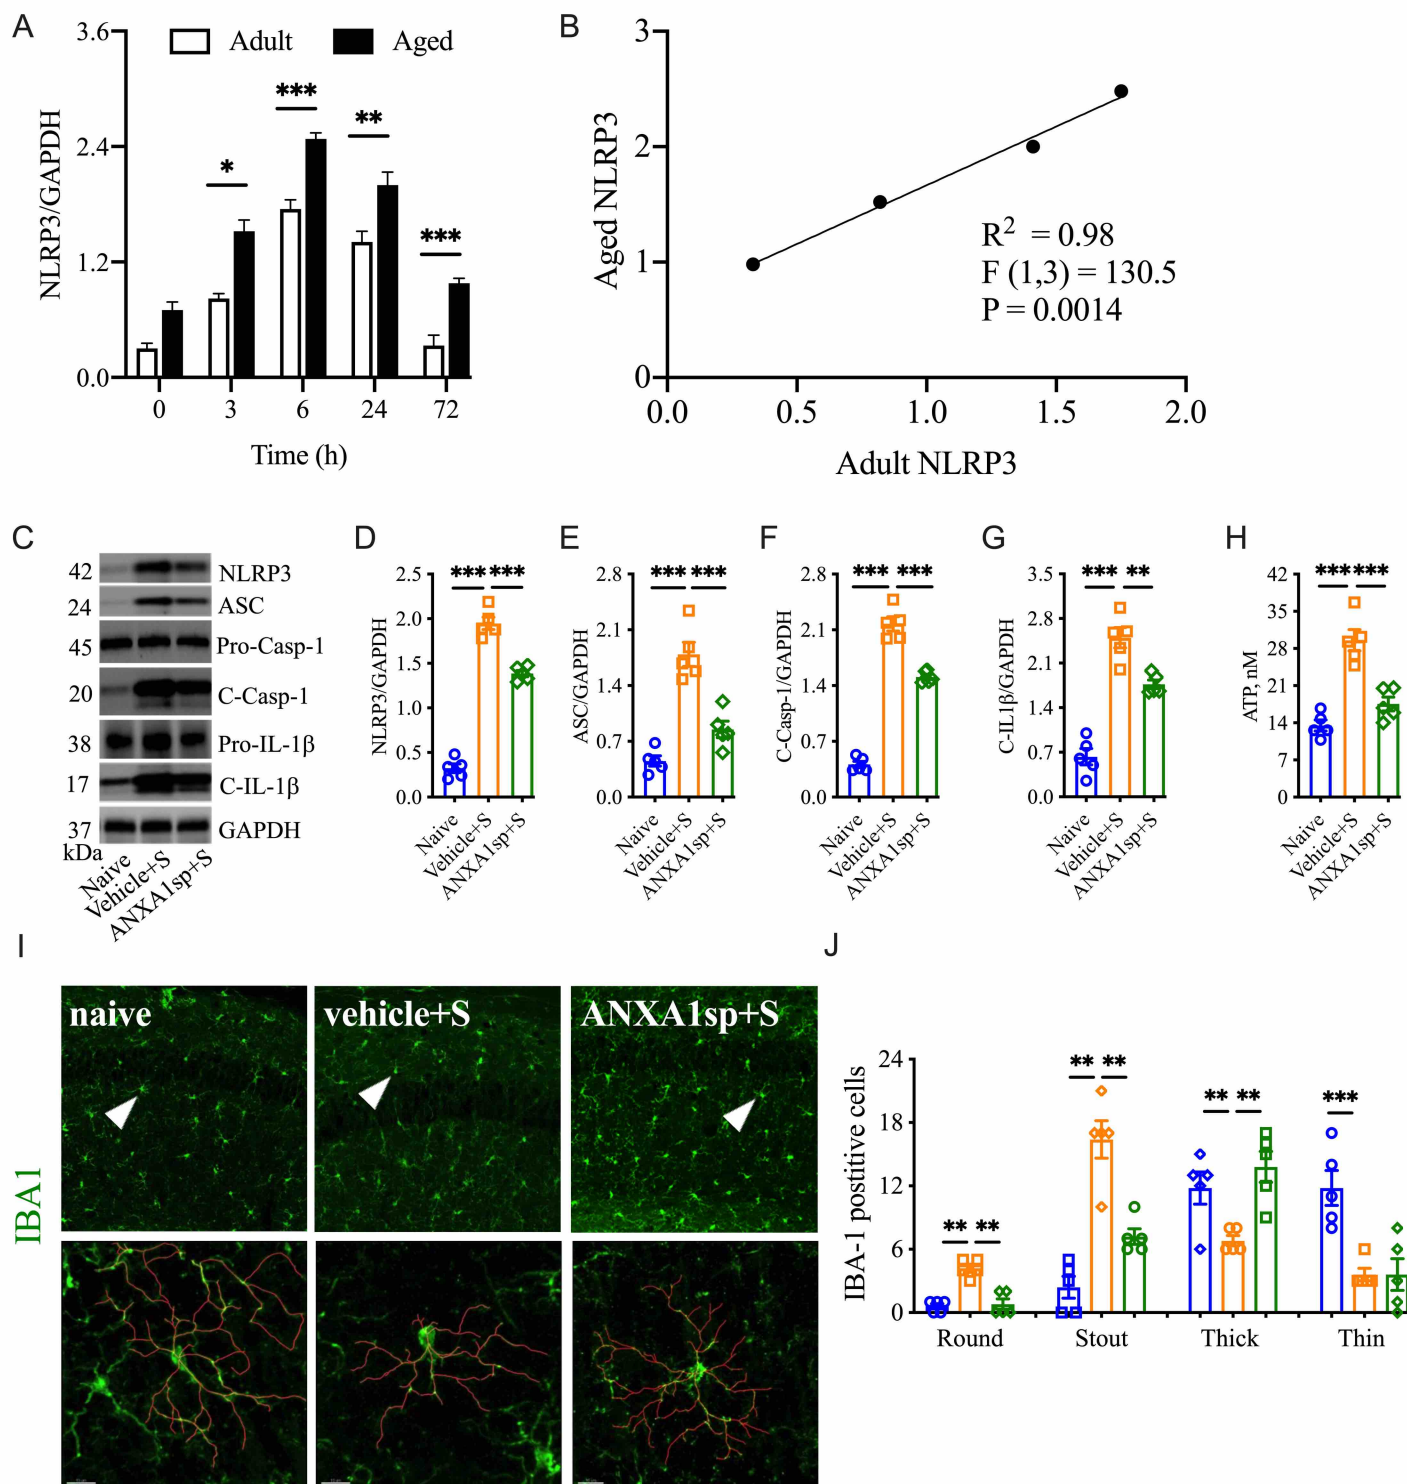 A
3.6
2.4
1.2
0.0
NLRP3/GAPDH
Adult
Aged
*
***
**
***
0 3 6 24 72
Time (h)
B
3
2
1
0
Aged NLRP3
R² = 0.98
F (1,3) = 130.5
P = 0.0014
0.0 0.5 1.0 1.5 2.0
Adult NLRP3
C
42 NLRP3
24 ASC
45 Pro-Casp-1
20 C-Casp-1
38 Pro-IL-1β
17 C-IL-1β
37 GAPDH
kDa
Naive
Vehicle+S
ANXA1sp+S
D
2.5
2.0
1.5
1.0
0.5
0.0
NLRP3/GAPDH
*** ***
Naive
Vehicle+S
ANXA1sp+S
E
2.8
2.1
1.4
0.7
0.0
ASC/GAPDH
*** ***
Naive
Vehicle+S
ANXA1sp+S
F
2.8
2.1
1.4
0.7
0.0
C-Casp-1/GAPDH
*** ***
Naive
Vehicle+S
ANXA1sp+S
G
3.5
2.8
2.1
1.4
0.7
0.0
C-IL1β/GAPDH
*** **
Naive
Vehicle+S
ANXA1sp+S
H
42
35
28
21
14
7
0
ATP, nM
*** ***
Naive
Vehicle+S
ANXA1sp+S
I
IBA1
naive
vehicle+S
ANXA1sp+S
J
24
18
12
6
0
IBA-1 postitive cells
** **
** **
** **
***
Round Stout Thick Thin